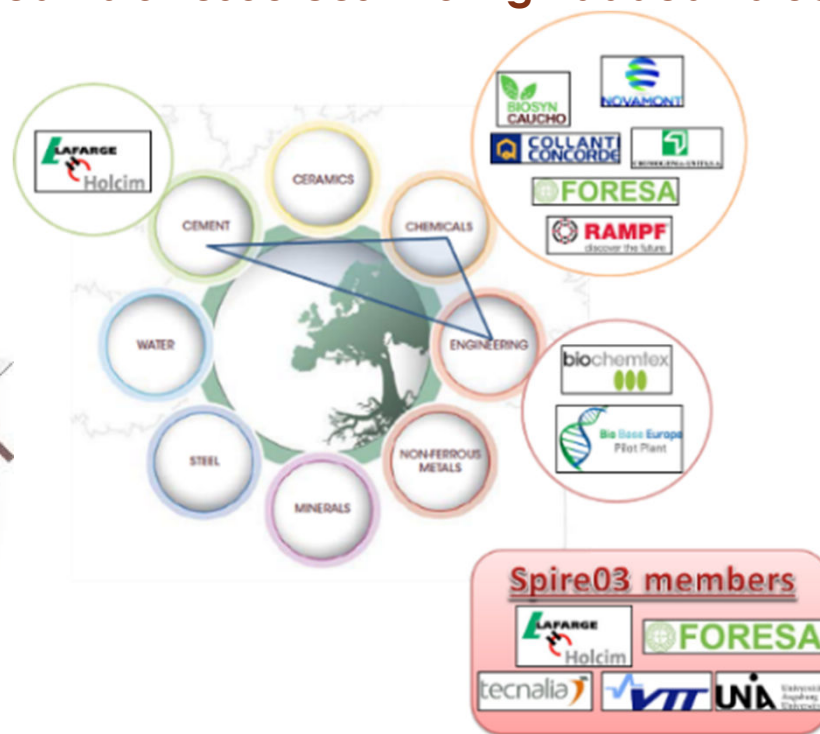 LAFARGE
Holcim
CERAMICS
CEMENT
CHEMICALS
WATER
ENGINEERING
STEEL
NON-FERROUS
METALS
MINERALS
BIOSYN
CAUCHO
NOVAMONT
COLLANTI
CONCORDE
FORESA
RAMPF
discover the future
biochemtex
Bio Base Europe
Pilot Plant
Spire03 members
LAFARGE
Holcim
FORESA
tecnalia
VTT
UNIA